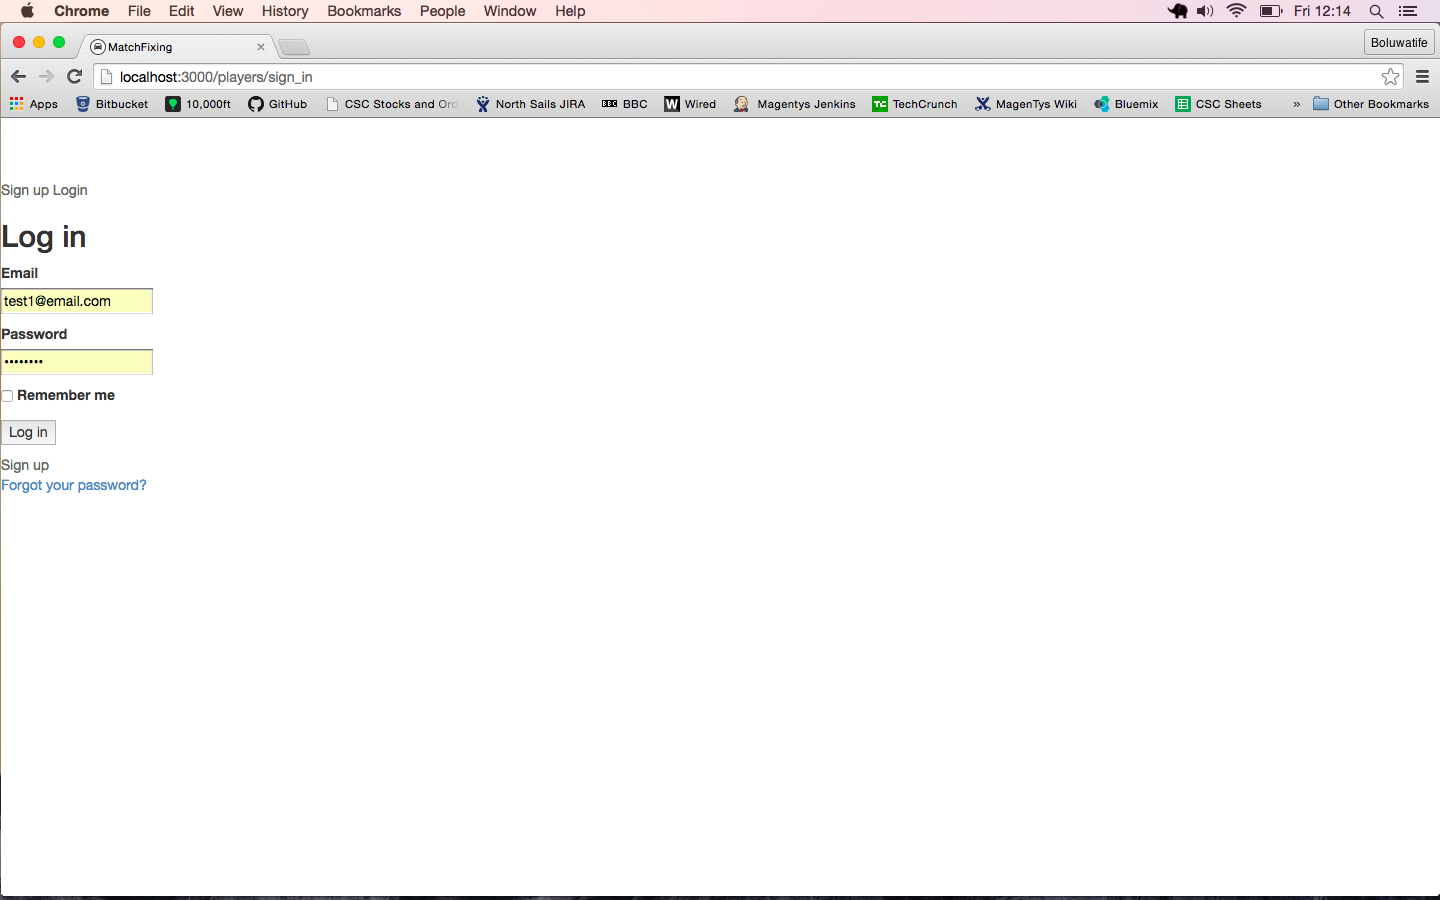 Chrome File Edit View History Bookmarks People Window Help Fri 12:14
MatchFixing Boluwatife
localhost:3000/players/sign_in
Apps Bitbucket 10,000ft GitHub CSC Stocks and Ord North Sails JIRA BBC BBC W Wired Magentys Jenkins TC TechCrunch MagenTys Wiki Bluemix CSC Sheets » Other Bookmarks
Sign up Login
Log in
Email
test1@email.com
Password
••••••••
Remember me
Log in
Sign up
Forgot your password?